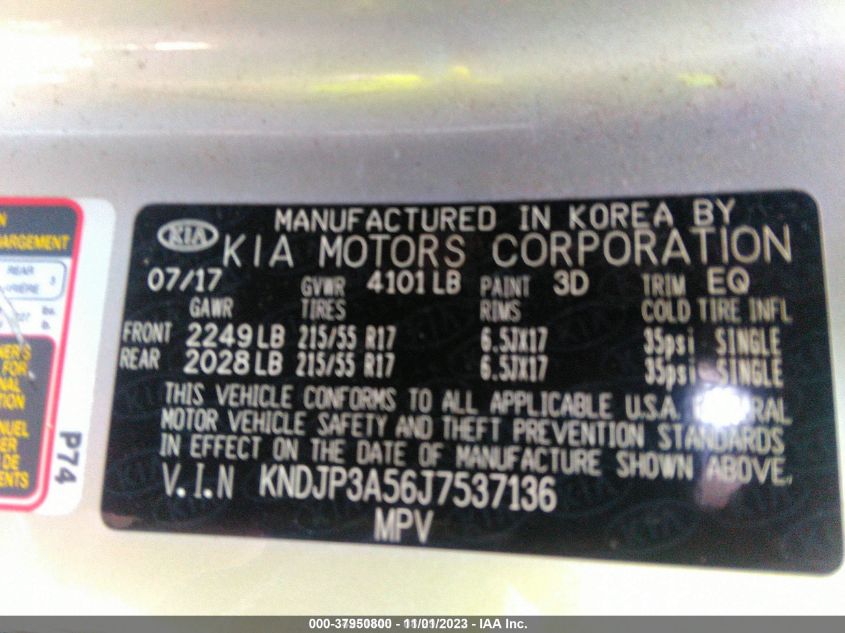 MANUFACTURED IN KOREA BY
KIA KIA MOTORS CORPORATION
07/17 GVWR 4101 LB PAINT 3D TRIM EQ
GAWR TIRES RIMS COLD TIRE INFL
FRONT 2249 LB 215/55 R17 6.5JX17 35psi SINGLE
REAR 2028 LB 215/55 R17 6.5JX17 35psi SINGLE
THIS VEHICLE CONFORMS TO ALL APPLICABLE U.S.A.
MOTOR VEHICLE SAFETY AND THEFT PREVENTION STANDARDS
IN EFFECT ON THE DATE OF MANUFACTURE SHOWN ABOVE.
V.I.N KNDJP3A56J7537136
MPV
REAR
P74
000-37950800 - 11/01/2023 - IAA Inc.